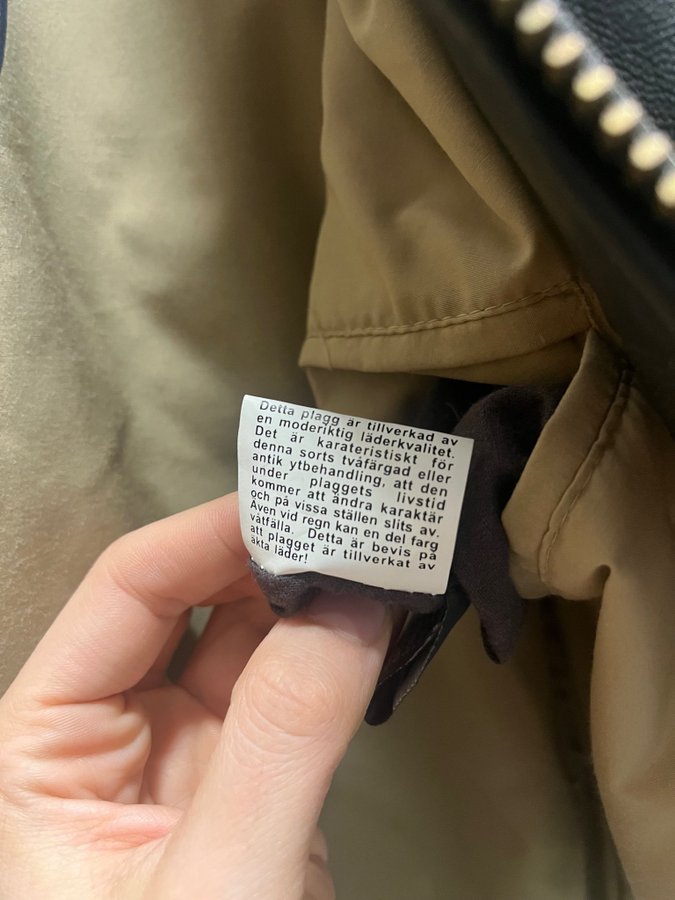 Detta plagg är tillverkad av
en moderiktig läderkvalitet.
Det är karateristiskt för
denna sorts tvåfärgad eller
antik ytbehandling, att den
under plaggets livstid
kommer att ändra karaktär
och på vissa ställen slits av.
Även vid regn kan en del farg
våtfälla. Detta är bevis på
att plagget är tillverkat av
äkta läder!